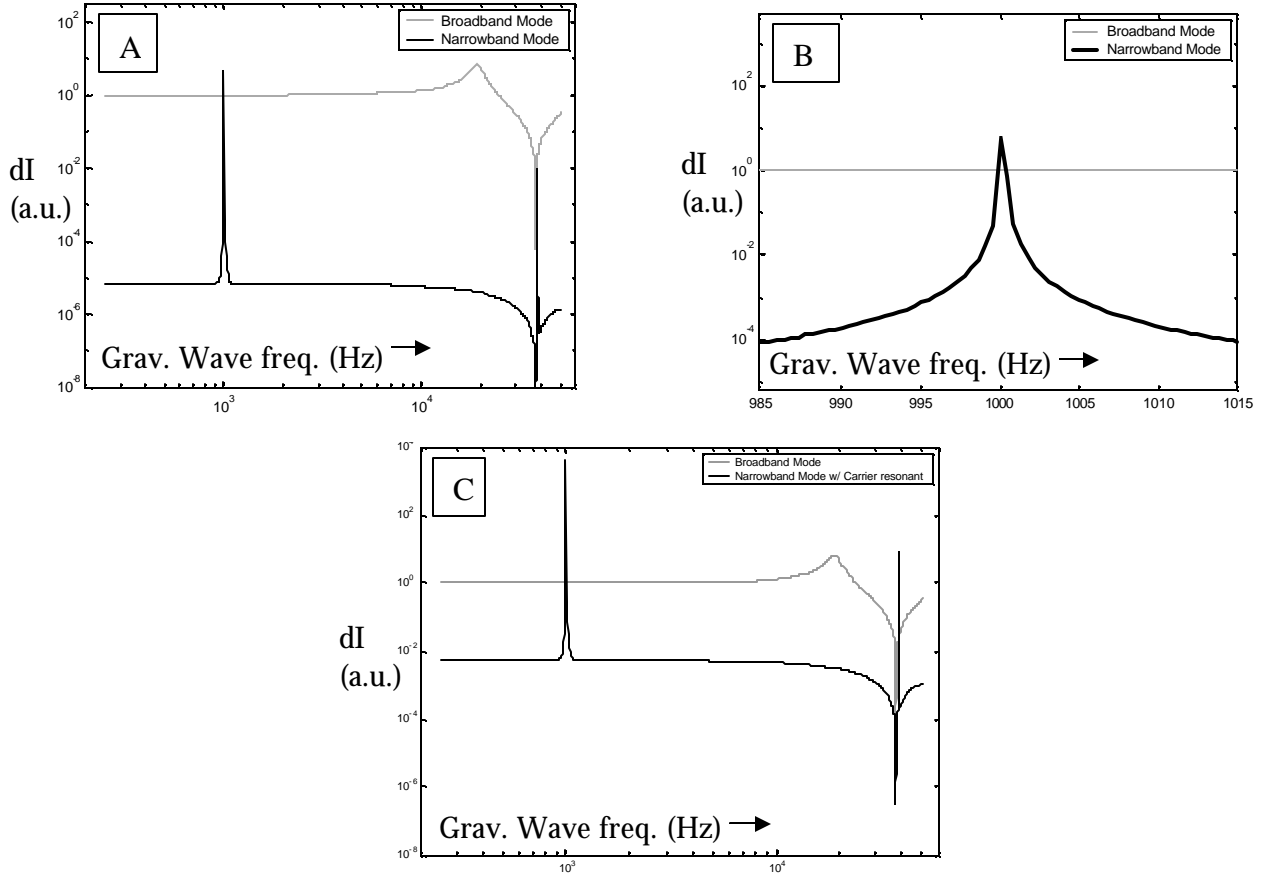 A
Broadband Mode
Narrowband Mode
10^2
10^0
10^-2
10^-4
10^-6
10^-8
dI
(a.u.)
Grav. Wave freq. (Hz)
10^3
10^4
B
Broadband Mode
Narrowband Mode
10^2
10^0
10^-2
10^-4
dI
(a.u.)
Grav. Wave freq. (Hz)
985
990
995
1000
1005
1010
1015
C
Broadband Mode
Narrowband Mode w/ Carrier resonant
10^2
10^0
10^-2
10^-4
10^-6
10^-8
dI
(a.u.)
Grav. Wave freq. (Hz)
10^3
10^4